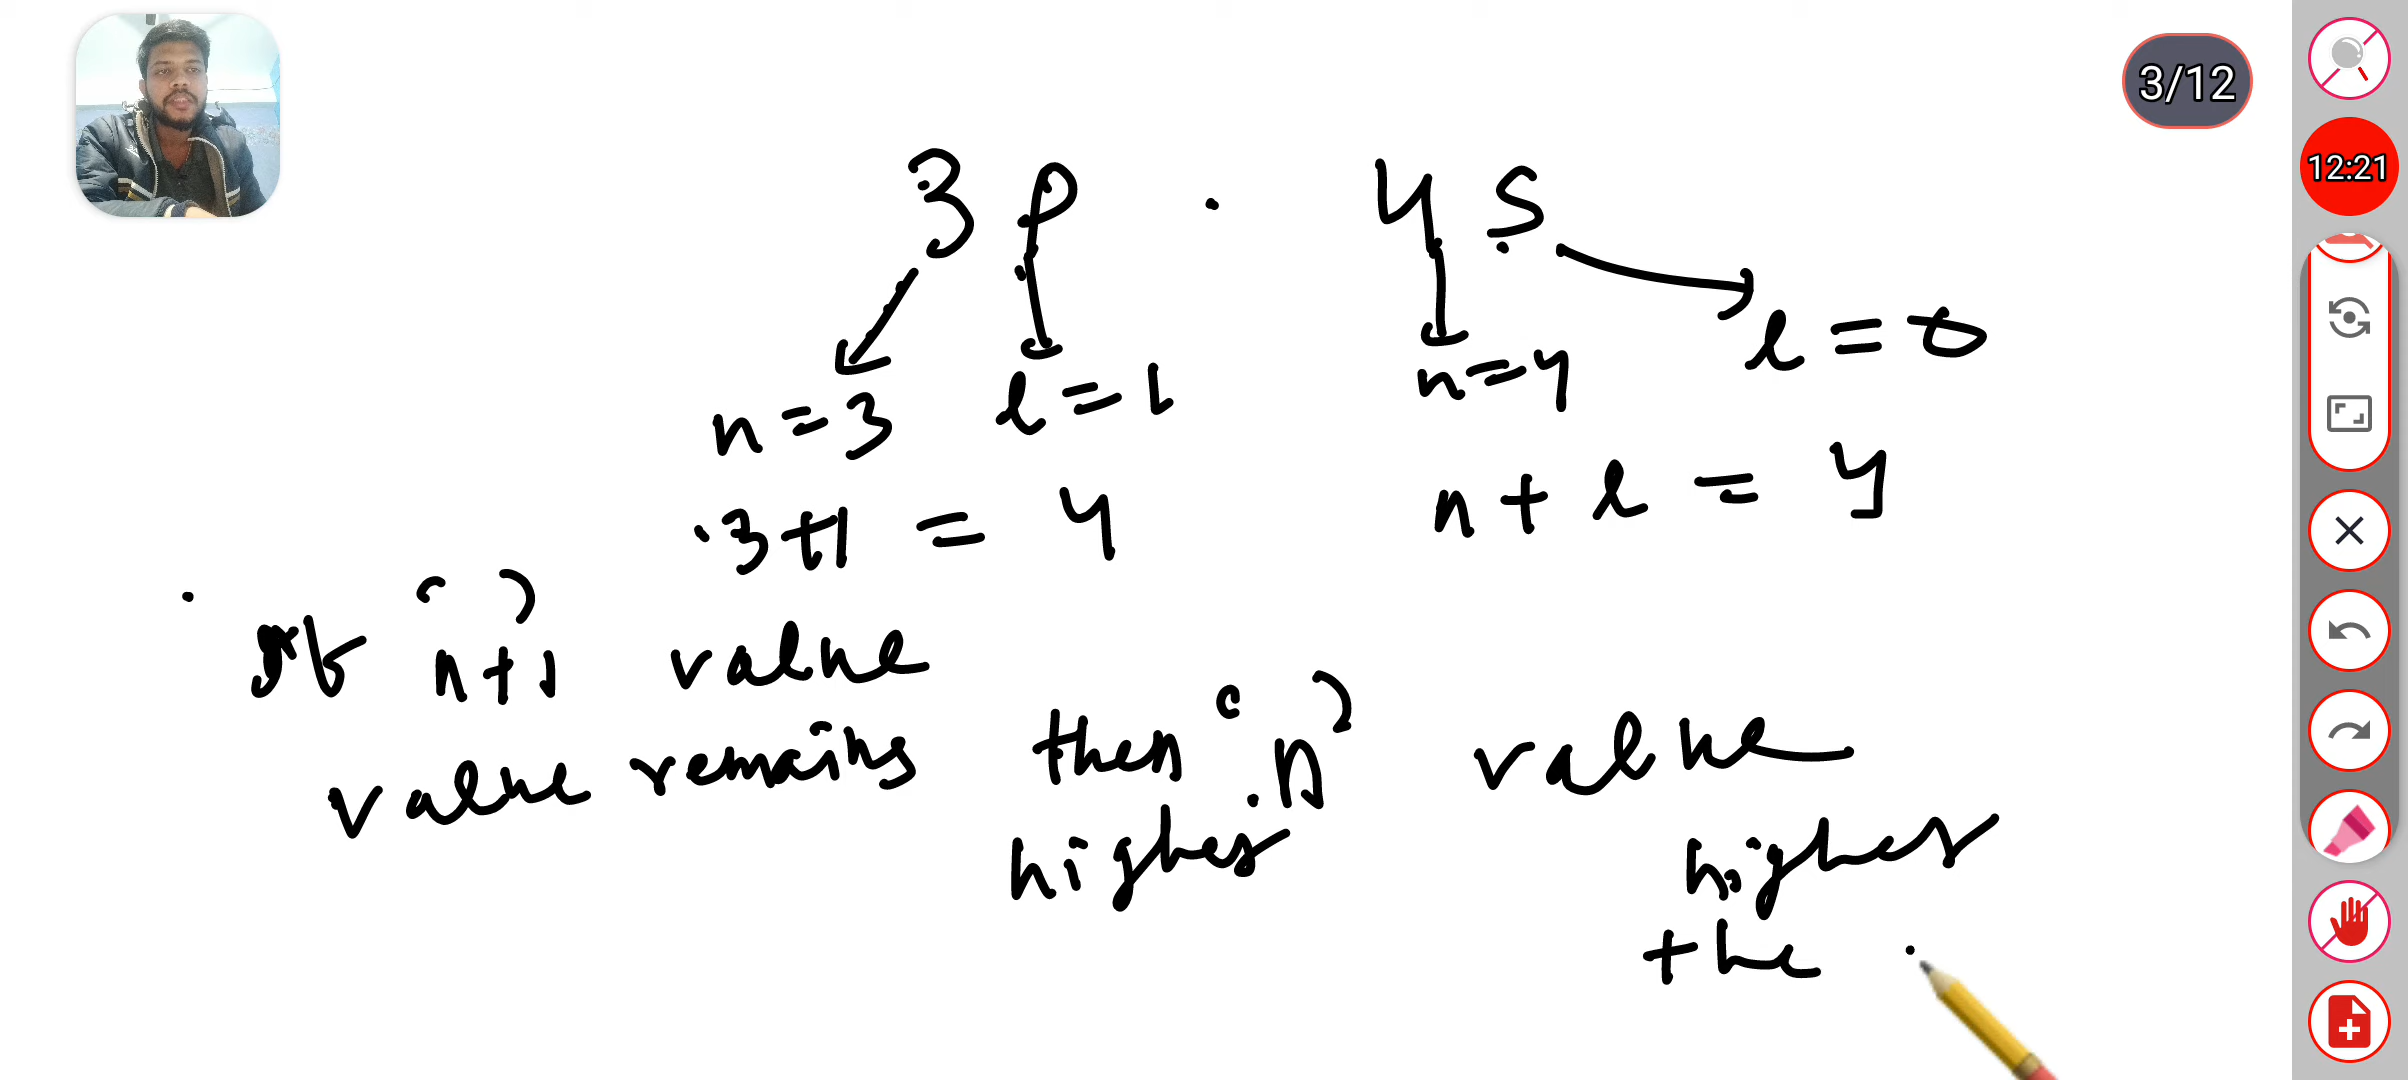 3/12
12:21
3p . 4s
n=3 l=1 n=4 l=0
3+1 = 4 n+l = 4
If "n+l" value
value remains then "n" value
higher higher
the